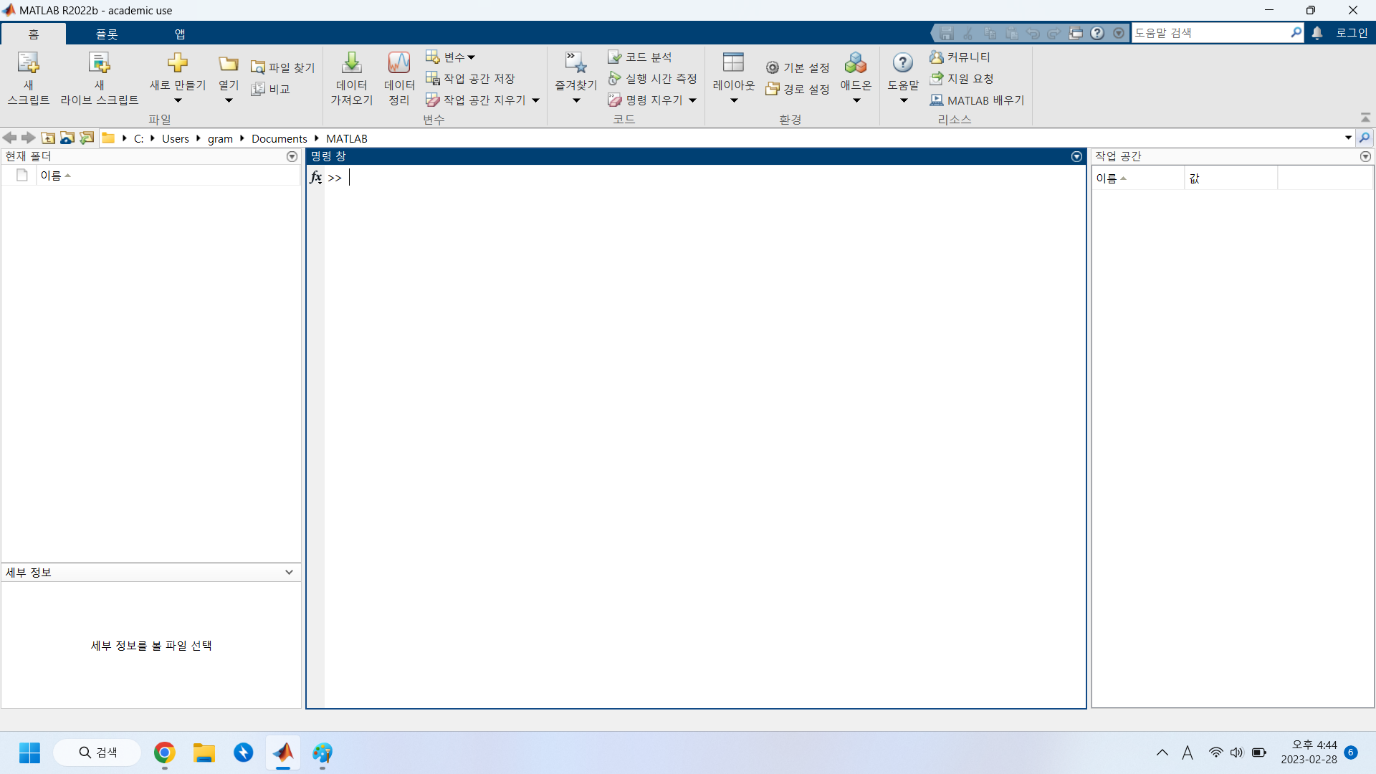 MATLAB R2022b - academic use
홈 플롯 앱 도움말 검색 로그인
새 스크립트
새 라이브 스크립트
새로 만들기
열기
파일 찾기
비교
파일
데이터 가져오기
데이터 정리
변수
작업 공간 저장
작업 공간 지우기
변수
즐겨찾기
코드 분석
실행 시간 측정
명령 지우기
코드
레이아웃
기본 설정
경로 설정
애드온
환경
도움말
커뮤니티
지원 요청
MATLAB 배우기
리소스
C: Users gram Documents MATLAB
현재 폴더
이름
세부 정보
세부 정보를 볼 파일 선택
명령 창
fx >>
작업 공간
이름 값
검색
A
오후 4:44
2023-02-28
6